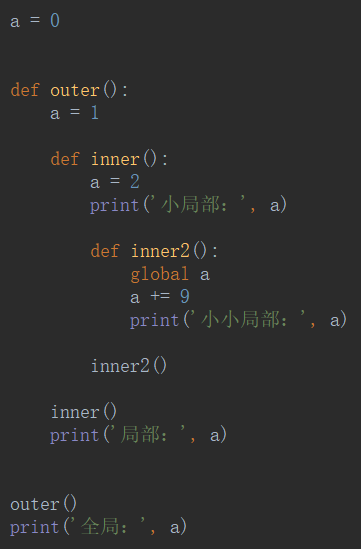 a = 0
def outer():
    a = 1
    def inner():
        a = 2
        print('小局部：', a)
        def inner2():
            global a
            a += 9
            print('小小局部：', a)
        inner2()
    inner()
    print('局部：', a)
outer()
print('全局：', a)